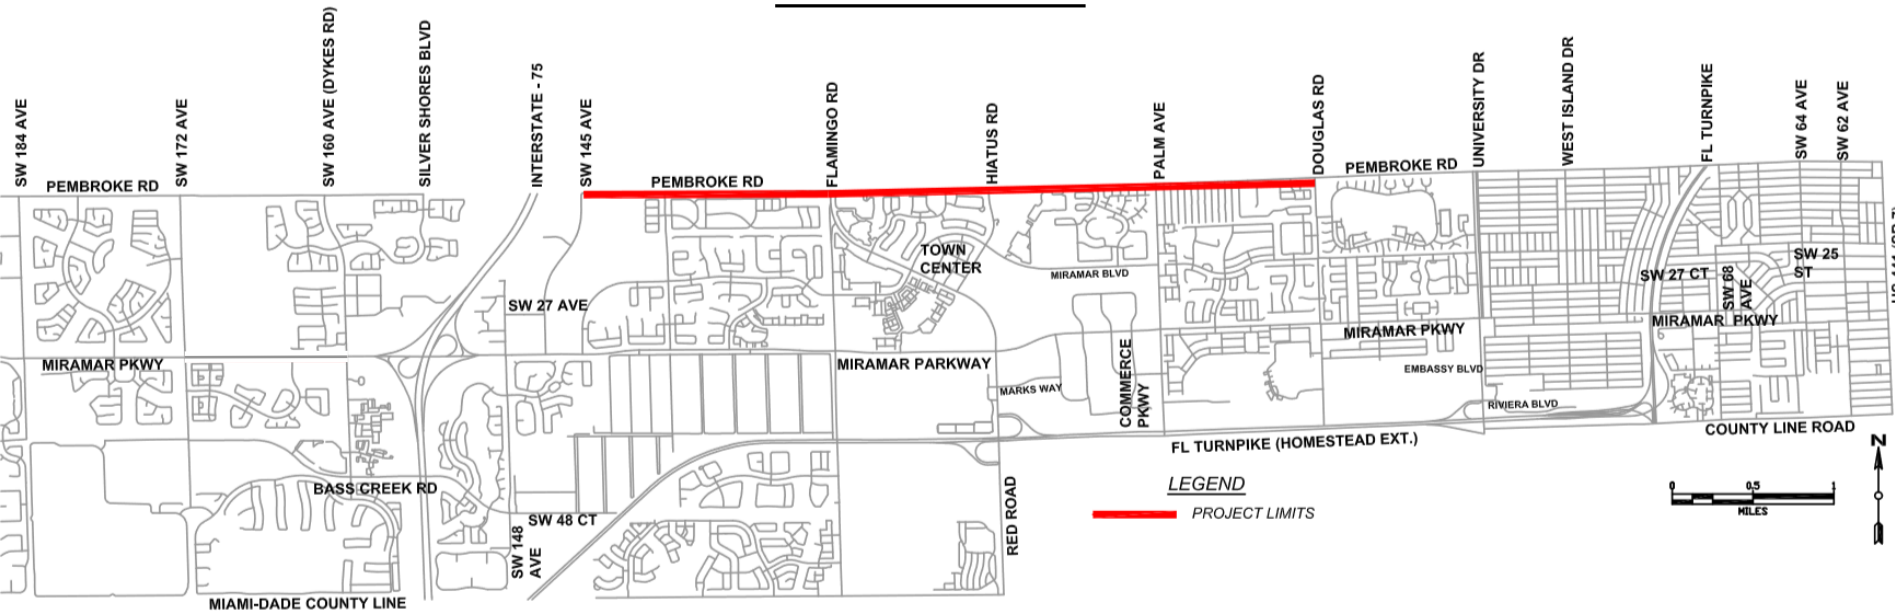 SW 184 AVE
SW 172 AVE
SW 160 AVE (DYKES RD)
SILVER SHORES BLVD
INTERSTATE - 75
SW 145 AVE
FLAMINGO RD
HIATUS RD
PALM AVE
DOUGLAS RD
UNIVERSITY DR
WEST ISLAND DR
FL TURNPIKE
SW 64 AVE
SW 62 AVE
PEMBROKE RD
PEMBROKE RD
PEMBROKE RD
TOWN
CENTER
MIRAMAR BLVD
SW 25
ST
SW 27 CT
SW 68
AVE
SW 27 AVE
MIRAMAR PKWY
MIRAMAR PARKWAY
MIRAMAR PKWY
MIRAMAR PKWY
MARKS WAY
COMMERCE
PKWY
EMBASSY BLVD
RIVIERA BLVD
COUNTY LINE ROAD
FL TURNPIKE (HOMESTEAD EXT.)
BASS CREEK RD
SW 48 CT
SW 148
AVE
RED ROAD
MIAMI-DADE COUNTY LINE
LEGEND
PROJECT LIMITS
0 0.5 1
MILES
N